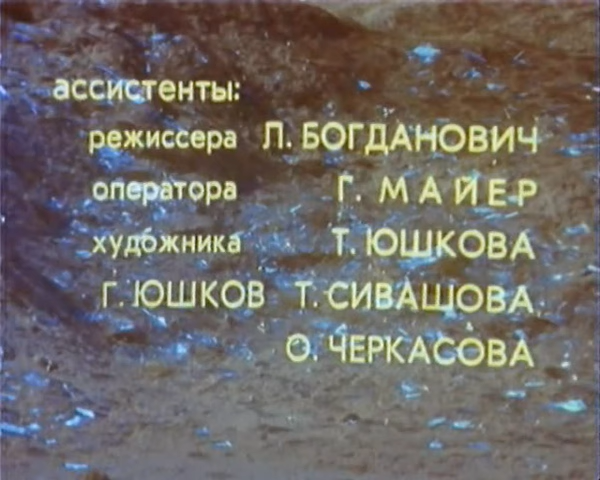 ассистенты:
режиссера Л. БОГДАНОВИЧ
оператора Г. МАЙЕР
художника Т. ЮШКОВА
Г. ЮШКОВ Т. СИВАШОВА
О. ЧЕРКАСОВА